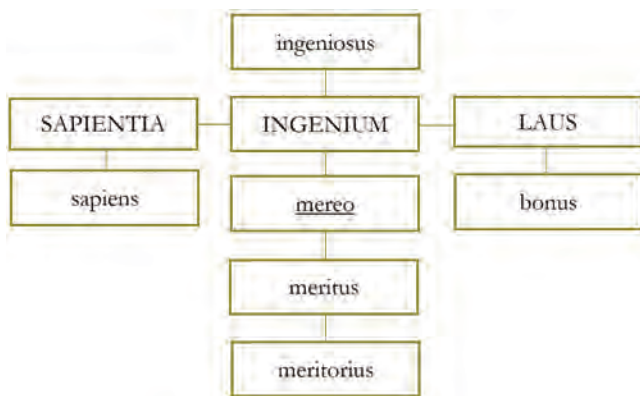 ingeniosus
SAPIENTIA
INGENIUM
LAUS
sapiens
mereo
bonus
meritus
meritorius